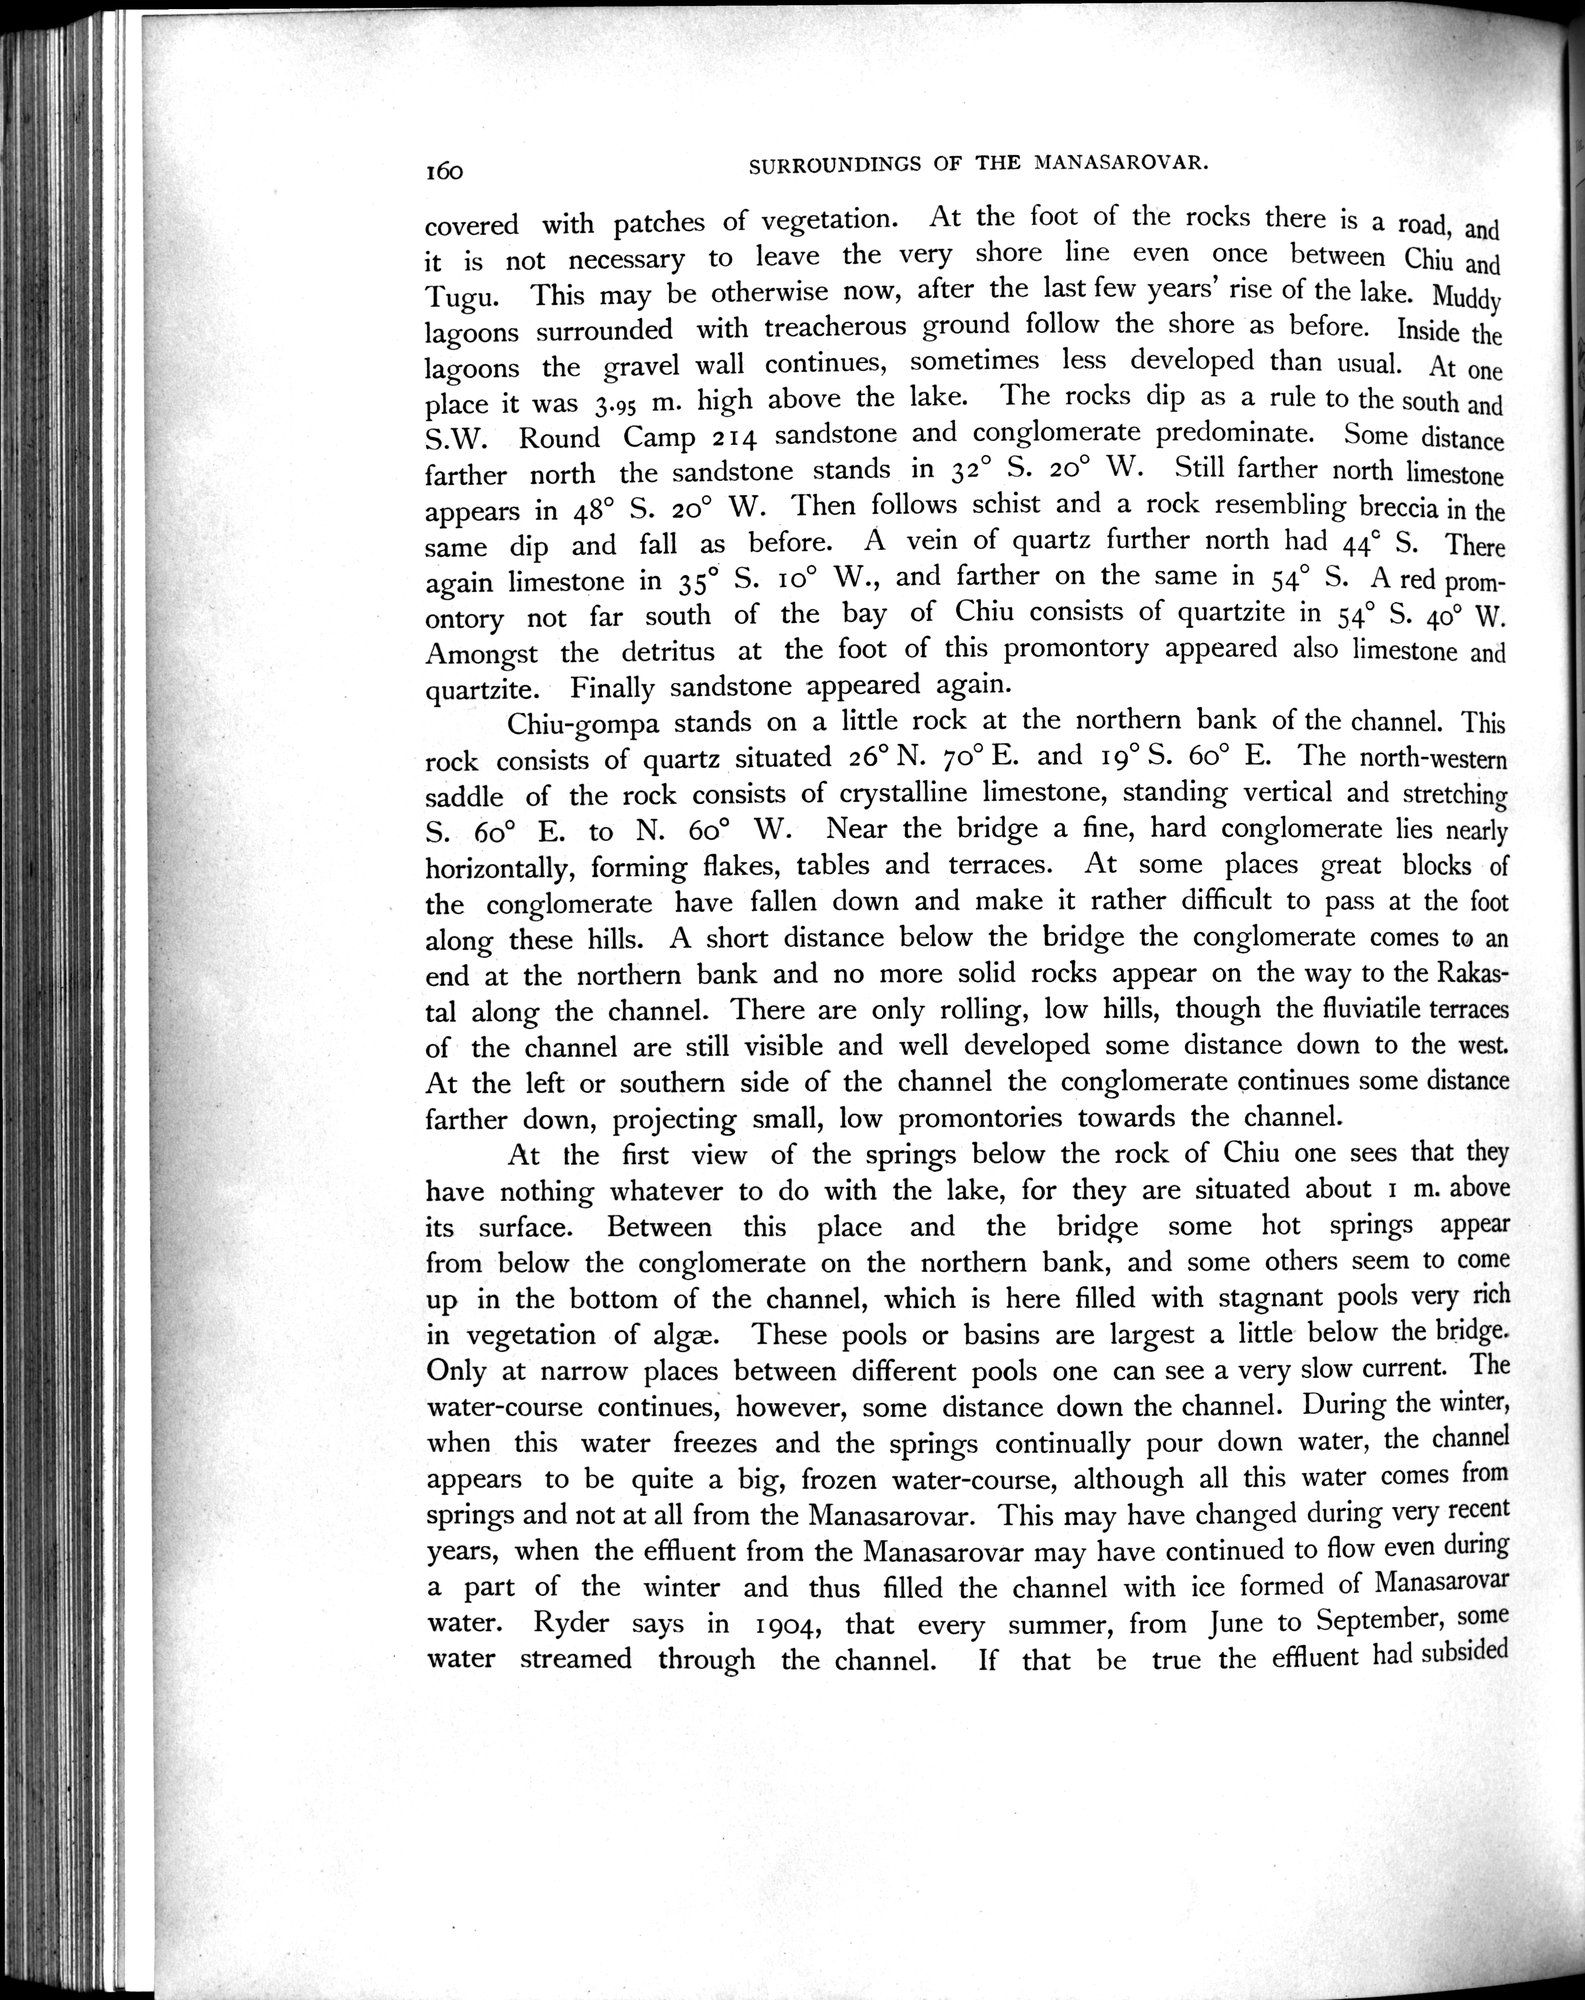 160
SURROUNDINGS OF THE MANASAROVAR.
covered with patches of vegetation. At the foot of the rocks there is a road, and
it is not necessary to leave the very shore line even once between Chiu and
Tugu. This may be otherwise now, after the last few years' rise of the lake. Muddy
lagoons surrounded with treacherous ground follow the shore as before. Inside the
lagoons the gravel wall continues, sometimes less developed than usual. At one
place it was 3.95 m. high above the lake. The rocks dip as a rule to the south and
S.W. Round Camp 214 sandstone and conglomerate predominate. Some distance
farther north the sandstone stands in 32° S. 20° W. Still farther north limestone
appears in 48° S. 20° W. Then follows schist and a rock resembling breccia in the
same dip and fall as before. A vein of quartz further north had 44° S. There
again limestone in 35° S. 10° W., and farther on the same in 54° S. A red prom-
ontory not far south of the bay of Chiu consists of quartzite in 54° S. 40° W.
Amongst the detritus at the foot of this promontory appeared also limestone and
quartzite. Finally sandstone appeared again.
Chiu-gompa stands on a little rock at the northern bank of the channel. This
rock consists of quartz situated 26° N. 70° E. and 19° S. 60° E. The north-western
saddle of the rock consists of crystalline limestone, standing vertical and stretching
S. 60° E. to N. 60° W. Near the bridge a fine, hard conglomerate lies nearly
horizontally, forming flakes, tables and terraces. At some places great blocks of
the conglomerate have fallen down and make it rather difficult to pass at the foot
along these hills. A short distance below the bridge the conglomerate comes to an
end at the northern bank and no more solid rocks appear on the way to the Rakas-
tal along the channel. There are only rolling, low hills, though the fluviatile terraces
of the channel are still visible and well developed some distance down to the west.
At the left or southern side of the channel the conglomerate continues some distance
farther down, projecting small, low promontories towards the channel.
At the first view of the springs below the rock of Chiu one sees that they
have nothing whatever to do with the lake, for they are situated about 1 m. above
its surface. Between this place and the bridge some hot springs appear
from below the conglomerate on the northern bank, and some others seem to come
up in the bottom of the channel, which is here filled with stagnant pools very rich
in vegetation of algæ. These pools or basins are largest a little below the bridge.
Only at narrow places between different pools one can see a very slow current. The
water-course continues, however, some distance down the channel. During the winter,
when this water freezes and the springs continually pour down water, the channel
appears to be quite a big, frozen water-course, although all this water comes from
springs and not at all from the Manasarovar. This may have changed during very recent
years, when the effluent from the Manasarovar may have continued to flow even during
a part of the winter and thus filled the channel with ice formed of Manasarovar
water. Ryder says in 1904, that every summer, from June to September, some
water streamed through the channel. If that be true the effluent had subsided